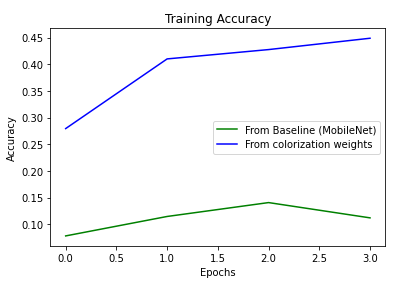 Training Accuracy
Accuracy
0.45
0.40
0.35
0.30
0.25
0.20
0.15
0.10
From Baseline (MobileNet)
From colorization weights
0.0 0.5 1.0 1.5 2.0 2.5 3.0
Epochs